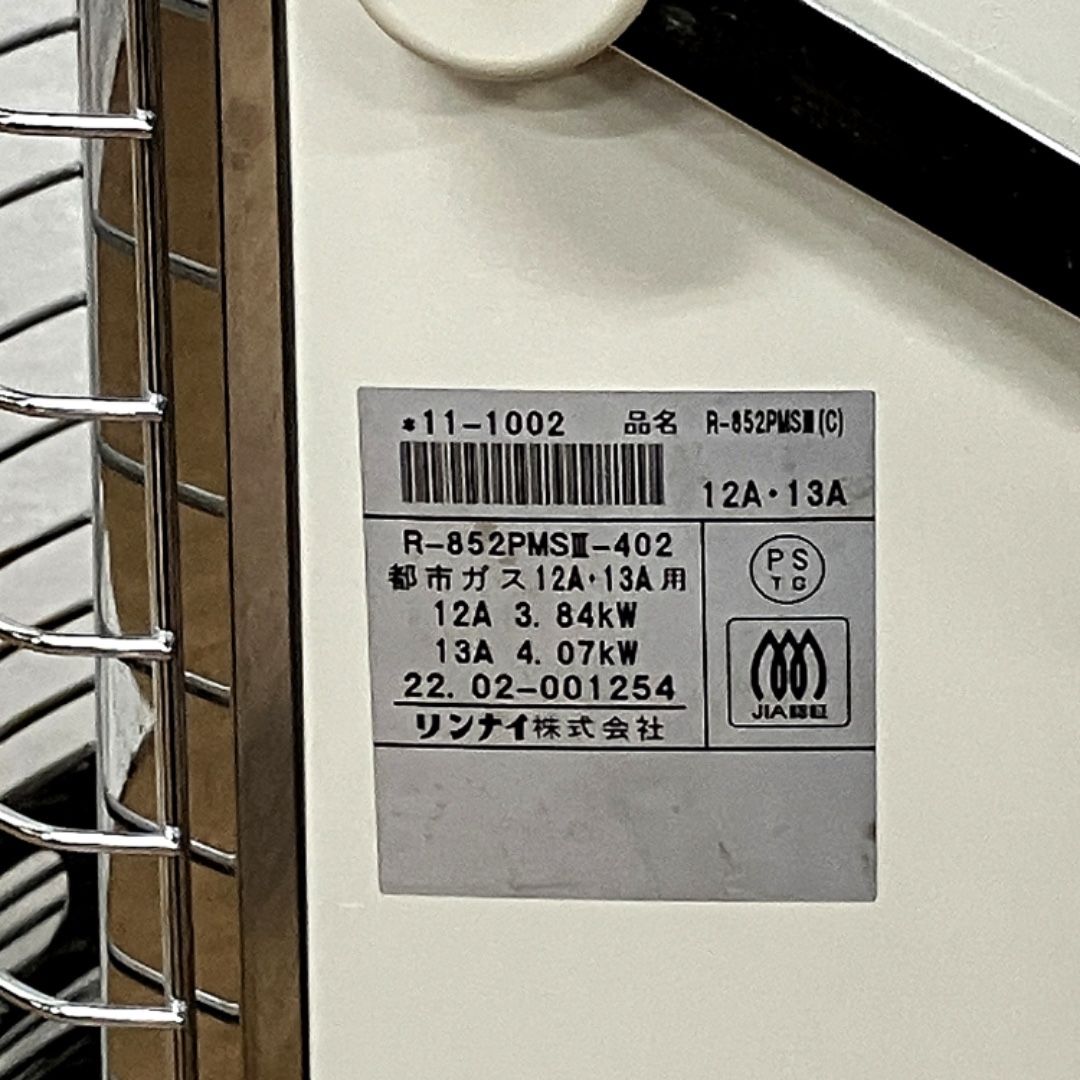 *11-1002 品名 R-852PMSⅢ(C)
12A・13A
R-852PMSⅢ-402
都市ガス12A・13A用
12A 3.84kW
13A 4.07kW
22.02-001254
リンナイ株式会社
PS
TG
JIA認証